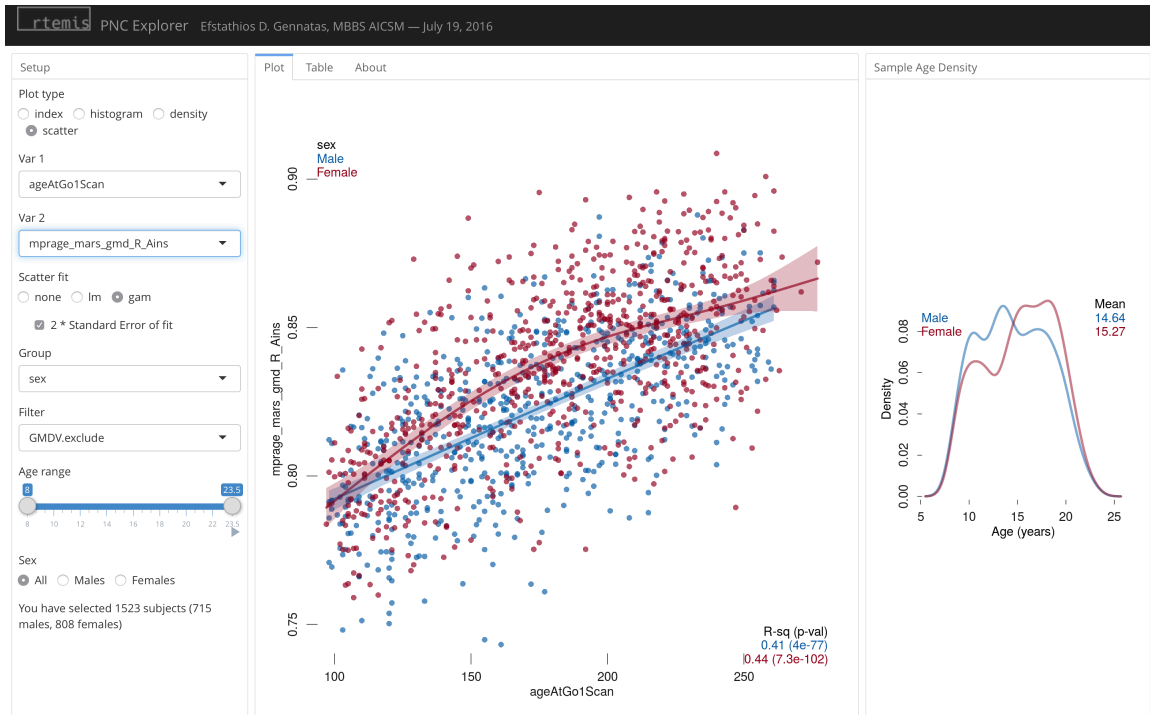 rtemis PNC Explorer Efstathios D. Gennatas, MBBS AICSM — July 19, 2016
Setup
Plot type
index histogram density
scatter
Var 1
ageAtGo1Scan
Var 2
mprage_mars_gmd_R_Ains
Scatter fit
none lm gam
2 * Standard Error of fit
Group
sex
Filter
GMDV.exclude
Age range
8 23.5
8 10 12 14 16 18 20 22 23.5
Sex
All Males Females
You have selected 1523 subjects (715
males, 808 females)
Plot Table About
sex
Male
Female
0.90
0.85
0.80
0.75
mprage_mars_gmd_R_Ains
R-sq (p-val)
0.41 (4e-77)
0.44 (7.3e-102)
100 150 200 250
ageAtGo1Scan
Sample Age Density
Mean
Male 14.64
Female 15.27
0.08
0.06
0.04
0.02
0.00
Density
5 10 15 20 25
Age (years)